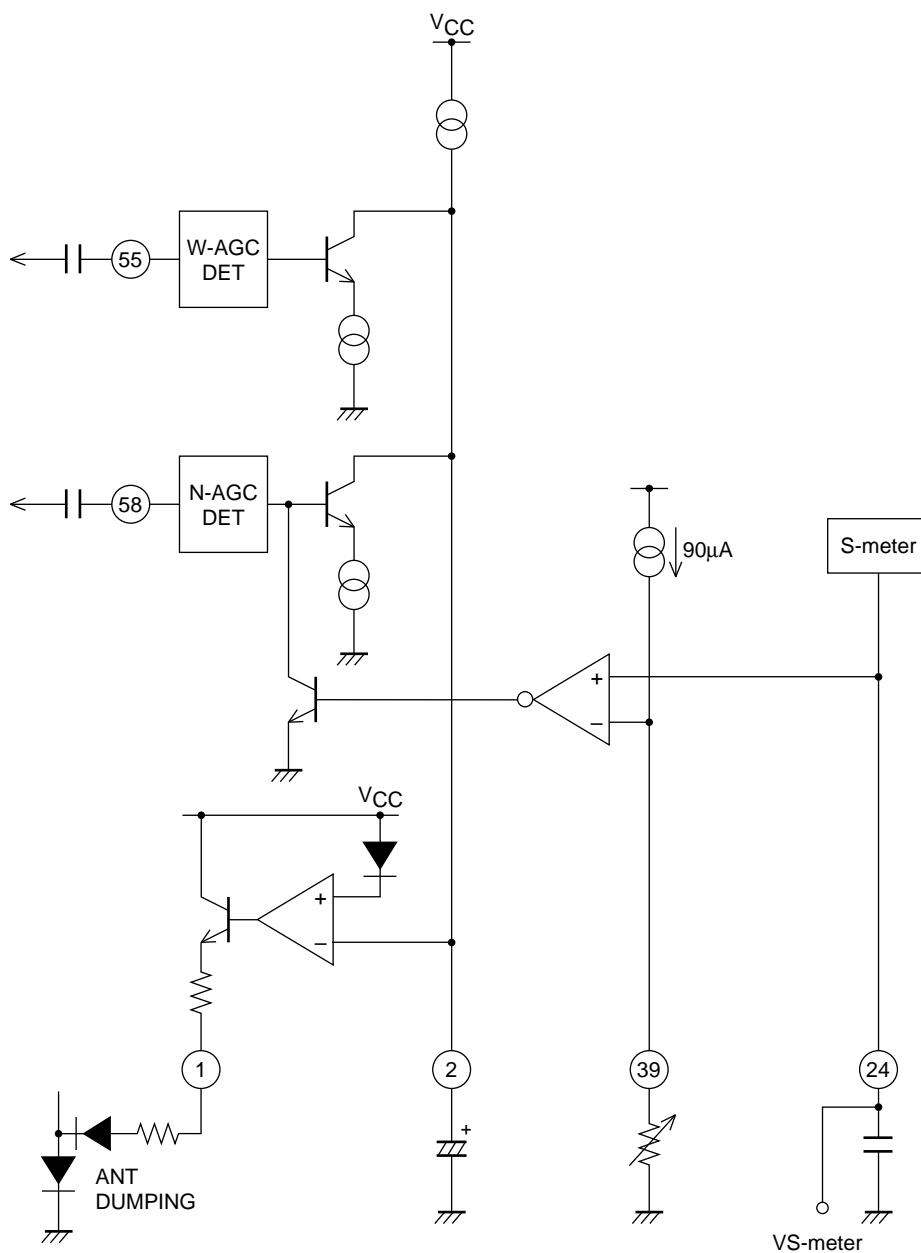 VCC
55
W-AGC
DET
58
N-AGC
DET
90µA
S-meter
+
−
VCC
+
−
1
2
39
24
+
ANT
DUMPING
VS-meter